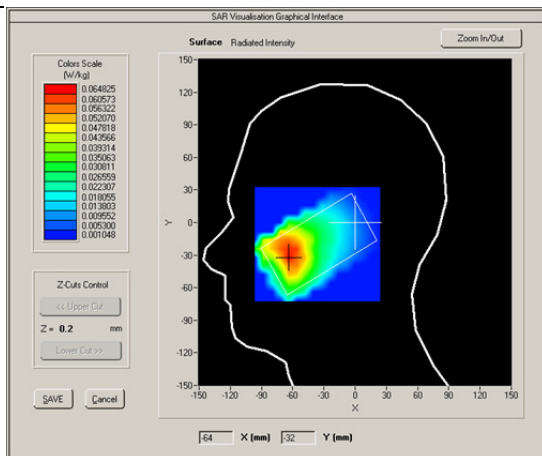 SAR Visualisation Graphical Interface
Surface Radiated Intensity
Zoom In/Out
Colors Scale
(W/kg)
0.064825
0.060573
0.056322
0.052070
0.047818
0.043566
0.039314
0.035063
0.030811
0.026559
0.022307
0.018055
0.013803
0.009552
0.005300
0.001048
Z-Cuts Control
<< Upper Cut
Z = 0.2 mm
Lower Cut >>
SAVE Cancel
150-
120-
90-
60-
30-
0-
-30-
-60-
-90-
-120-
-150-
Y
-150 -120 -90 -60 -30 0 30 60 90 120 150
X
-64 X (mm) -32 Y (mm)